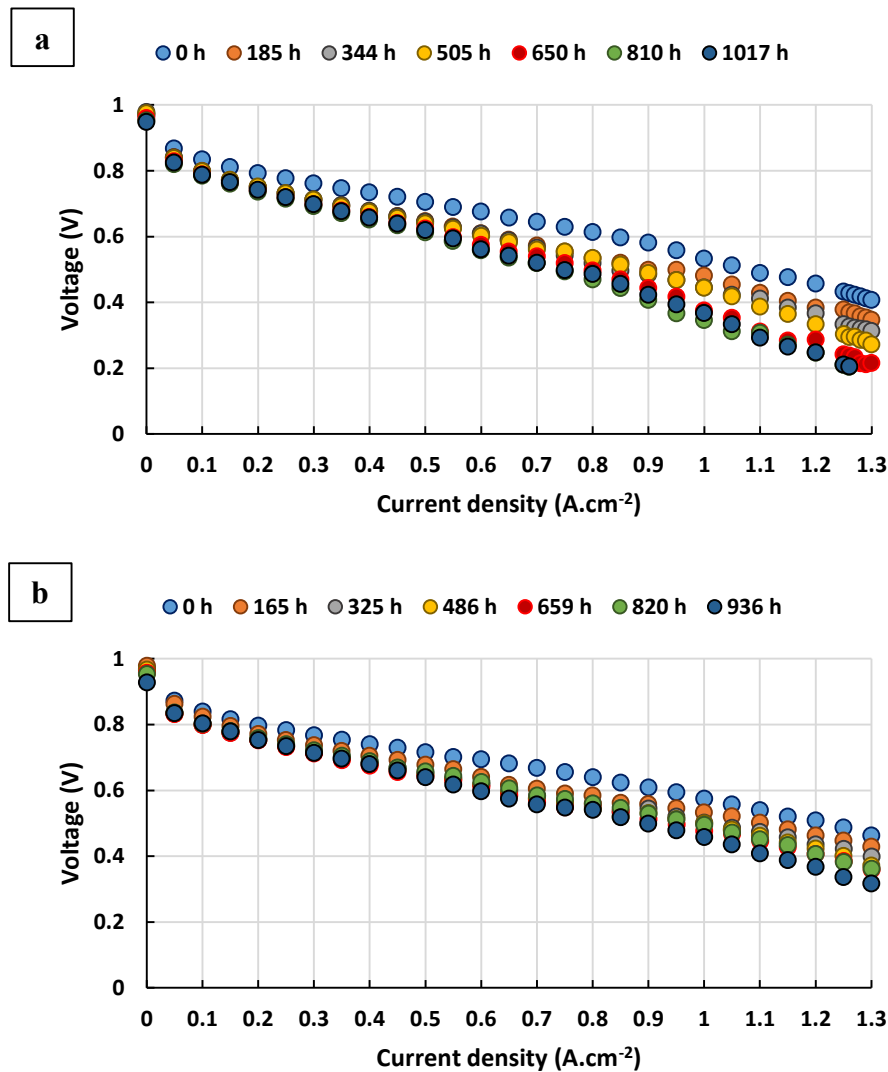 a
0 h 185 h 344 h 505 h 650 h 810 h 1017 h
1
0.8
0.6
0.4
0.2
0
Voltage (V)
0 0.1 0.2 0.3 0.4 0.5 0.6 0.7 0.8 0.9 1 1.1 1.2 1.3
Current density (A.cm⁻²)
b
0 h 165 h 325 h 486 h 659 h 820 h 936 h
1
0.8
0.6
0.4
0.2
0
Voltage (V)
0 0.1 0.2 0.3 0.4 0.5 0.6 0.7 0.8 0.9 1 1.1 1.2 1.3
Current density (A.cm⁻²)